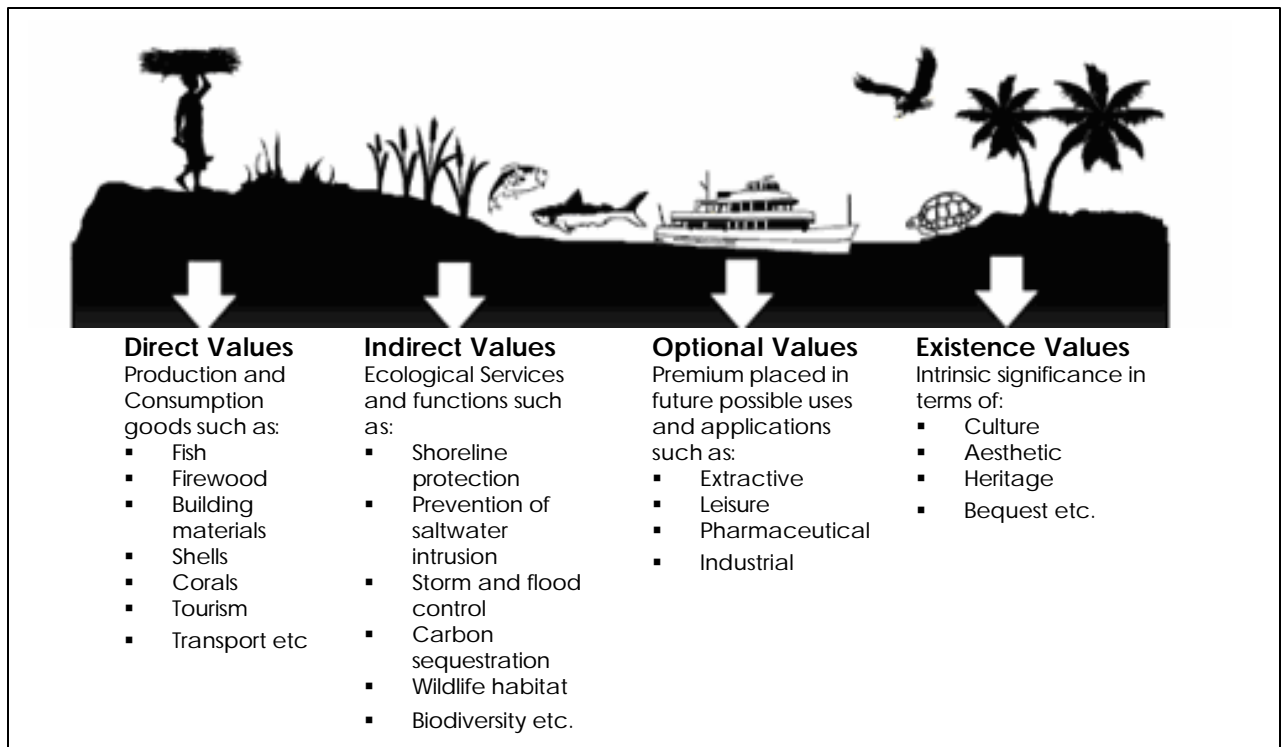 Direct Values
Production and
Consumption
goods such as:
▪ Fish
▪ Firewood
▪ Building
materials
▪ Shells
▪ Corals
▪ Tourism
▪ Transport etc
Indirect Values
Ecological Services
and functions such
as:
▪ Shoreline
protection
▪ Prevention of
saltwater
intrusion
▪ Storm and flood
control
▪ Carbon
sequestration
▪ Wildlife habitat
▪ Biodiversity etc.
Optional Values
Premium placed in
future possible uses
and applications
such as:
▪ Extractive
▪ Leisure
▪ Pharmaceutical
▪ Industrial
Existence Values
Intrinsic significance in
terms of:
▪ Culture
▪ Aesthetic
▪ Heritage
▪ Bequest etc.